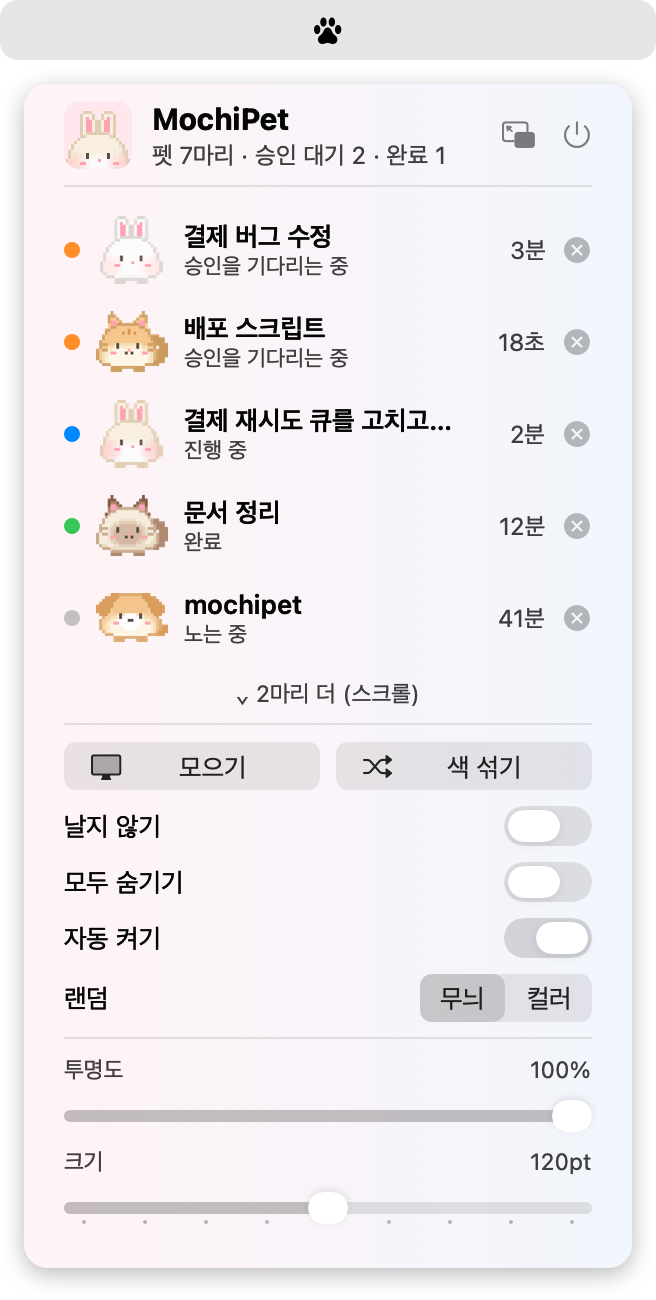 MochiPet
펫 7마리 · 승인 대기 2 · 완료 1
결제 버그 수정
승인을 기다리는 중
3분
배포 스크립트
승인을 기다리는 중
18초
결제 재시도 큐를 고치고...
진행 중
2분
문서 정리
완료
12분
mochipet
노는 중
41분
2마리 더 (스크롤)
모으기
색 섞기
날지 않기
모두 숨기기
자동 켜기
랜덤
무늬
컬러
투명도
100%
크기
120pt